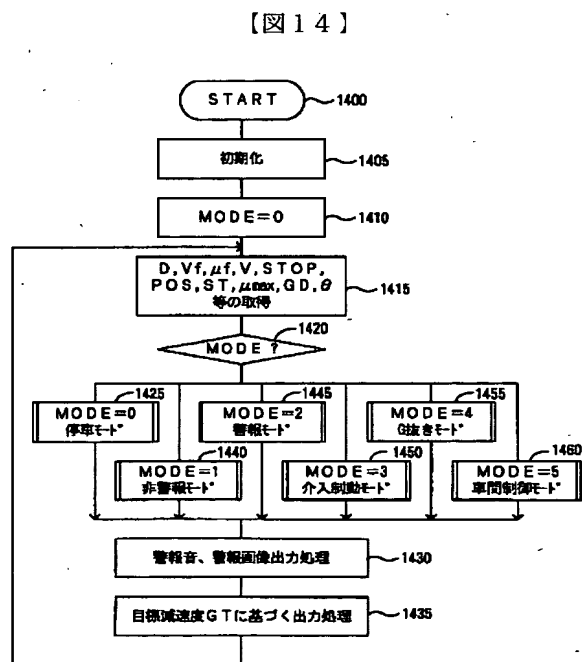 【図14】
START
1400
初期化
1405
MODE=0
1410
D,Vf,μf,V,STOP,
POS,ST,μmax,GD,θ
等の取得
1415
1420
MODE?
1425
MODE=0
停車ﾓｰﾄﾞ
1445
MODE=2
警報ﾓｰﾄﾞ
1455
MODE=4
G抜きﾓｰﾄﾞ
1440
MODE=1
非警報ﾓｰﾄﾞ
1450
MODE=3
介入制動ﾓｰﾄﾞ
1460
MODE=5
車間制御ﾓｰﾄﾞ
警報音、警報画像出力処理
1430
目標減速度GTに基づく出力処理
1435